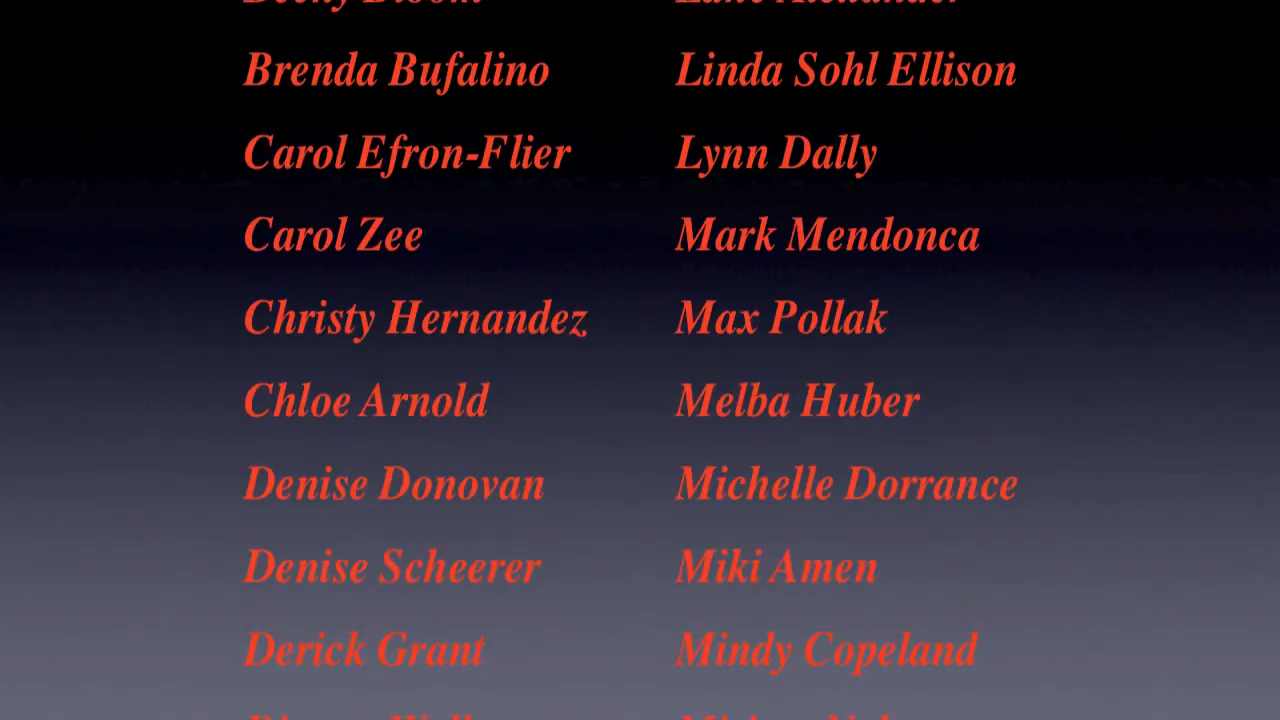 Brenda Bufalino
Linda Sohl Ellison
Carol Efron-Flier
Lynn Dally
Carol Zee
Mark Mendonca
Christy Hernandez
Max Pollak
Chloe Arnold
Melba Huber
Denise Donovan
Michelle Dorrance
Denise Scheerer
Miki Amen
Derick Grant
Mindy Copeland